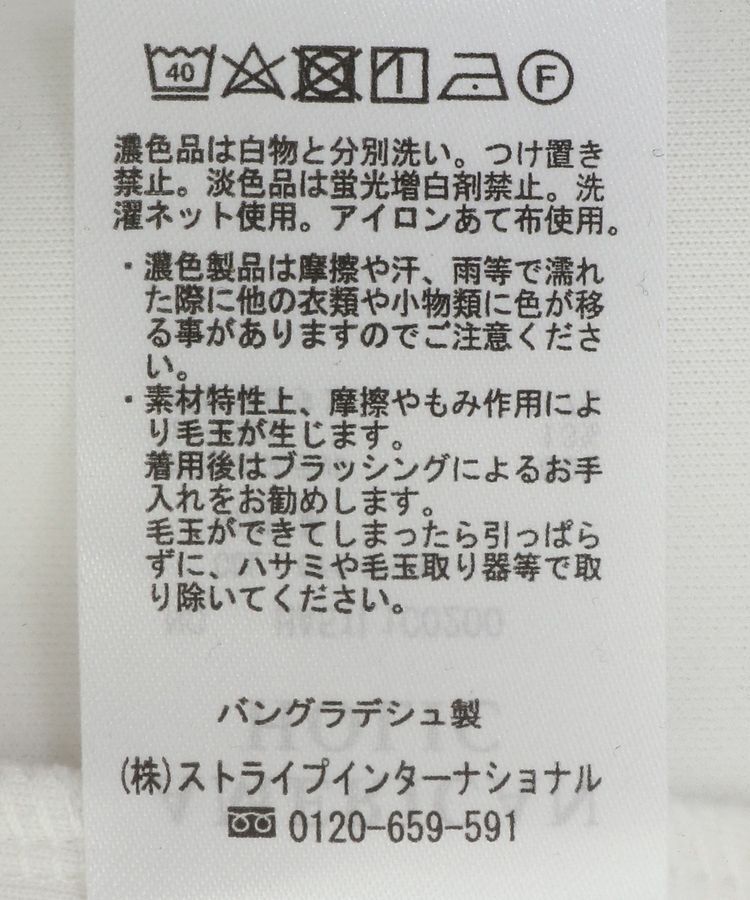 40 F
濃色品は白物と分別洗い。つけ置き
禁止。淡色品は蛍光増白剤禁止。洗
濯ネット使用。アイロンあて布使用。
・濃色製品は摩擦や汗、雨等で濡れ
た際に他の衣類や小物類に色が移
る事がありますのでご注意くださ
い。
・素材特性上、摩擦やもみ作用によ
り毛玉が生じます。
着用後はブラッシングによるお手
入れをお勧めします。
毛玉ができてしまったら引っぱら
ずに、ハサミや毛玉取り器等で取
り除いてください。
バングラデシュ製
(株)ストライプインターナショナル
0120-659-591